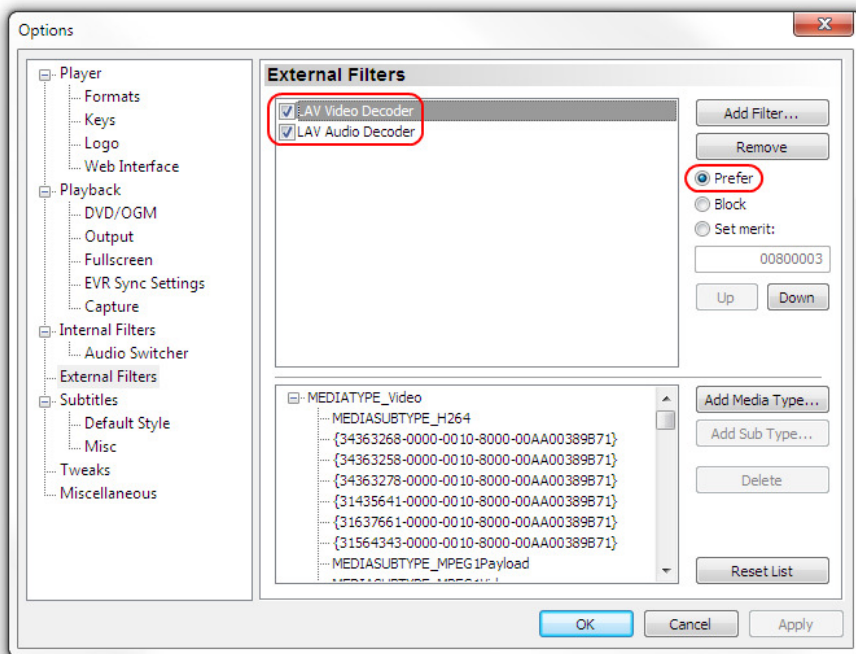 Options
Player
Formats
Keys
Logo
Web Interface
Playback
DVD/OGM
Output
Fullscreen
EVR Sync Settings
Capture
Internal Filters
Audio Switcher
External Filters
Subtitles
Default Style
Misc
Tweaks
Miscellaneous
External Filters
LAV Video Decoder
LAV Audio Decoder
Add Filter...
Remove
Prefer
Block
Set merit:
00800003
Up
Down
MEDIATYPE_Video
MEDIASUBTYPE_H264
{34363268-0000-0010-8000-00AA00389B71}
{34363258-0000-0010-8000-00AA00389B71}
{34363278-0000-0010-8000-00AA00389B71}
{31435641-0000-0010-8000-00AA00389B71}
{31637661-0000-0010-8000-00AA00389B71}
{31564343-0000-0010-8000-00AA00389B71}
MEDIASUBTYPE_MPEG1Payload
Add Media Type...
Add Sub Type...
Delete
Reset List
OK
Cancel
Apply